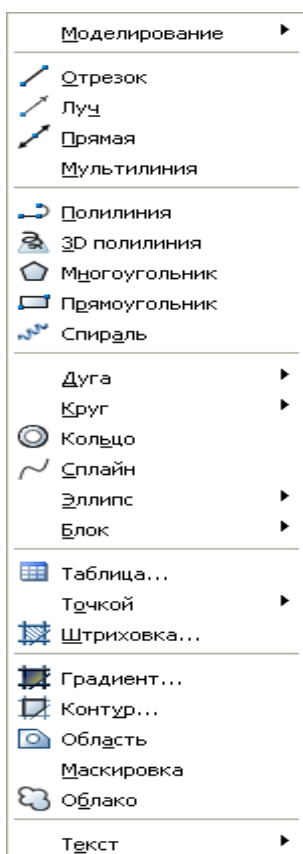 Моделирование
Отрезок
Луч
Прямая
Мультилиния
Полилиния
3D полилиния
Многоугольник
Прямоугольник
Спираль
Дуга
Круг
Кольцо
Сплайн
Эллипс
Блок
Таблица...
Точкой
Штриховка...
Градиент...
Контур...
Область
Маскировка
Облако
Текст